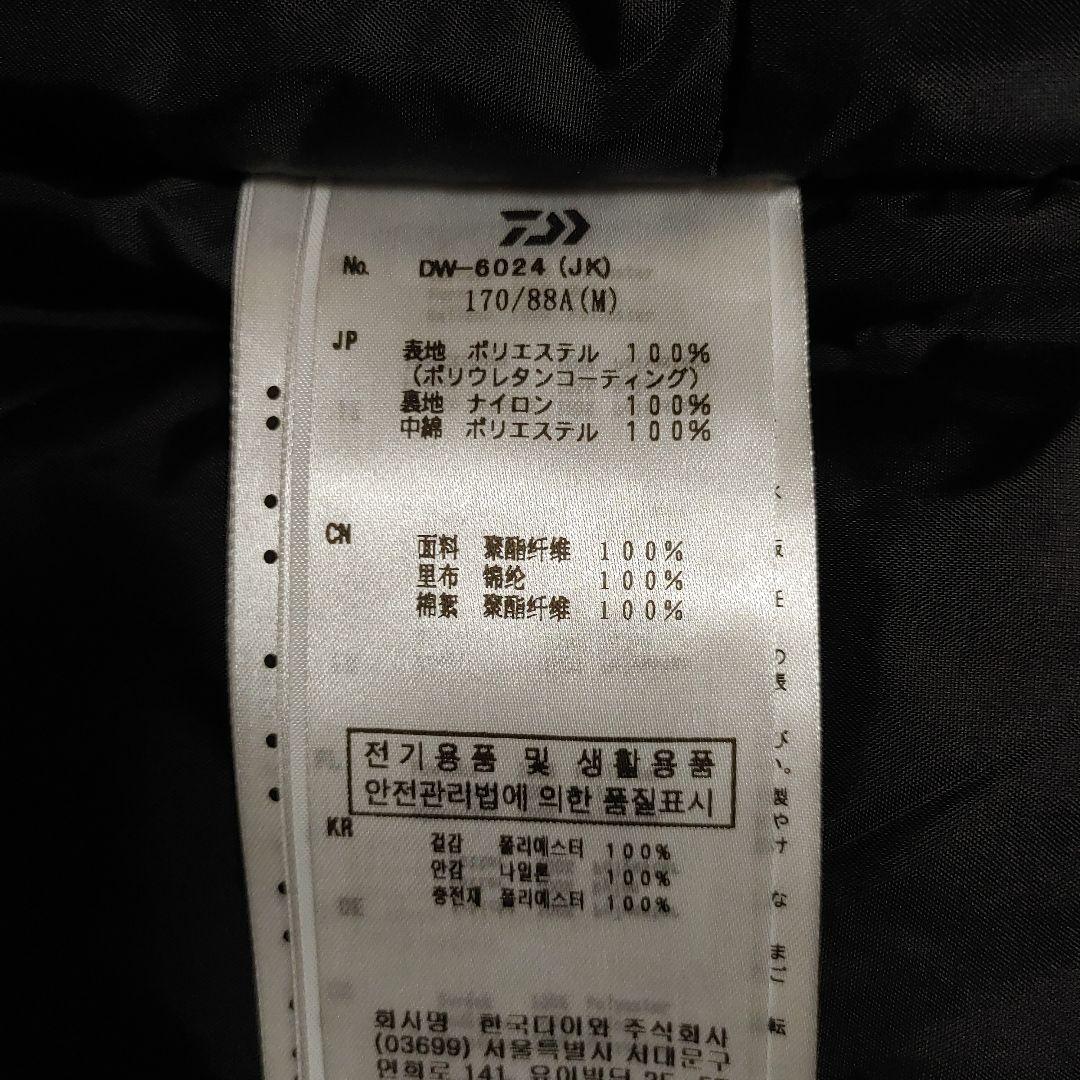 No. DW-6024 (JK)
170/88A(M)
JP 表地 ポリエステル 100%
(ポリウレタンコーティング)
裏地 ナイロン 100%
中綿 ポリエステル 100%
CN 面料 聚酯纤维 100%
里布 锦纶 100%
棉絮 聚酯纤维 100%
전기용품 및 생활용품
안전관리법에 의한 품질표시
KR 겉감 폴리에스터 100%
안감 나일론 100%
충전재 폴리에스터 100%
회사명 한국다이와 주식회사
(03699) 서울특별시 서대문구
연희로 141,